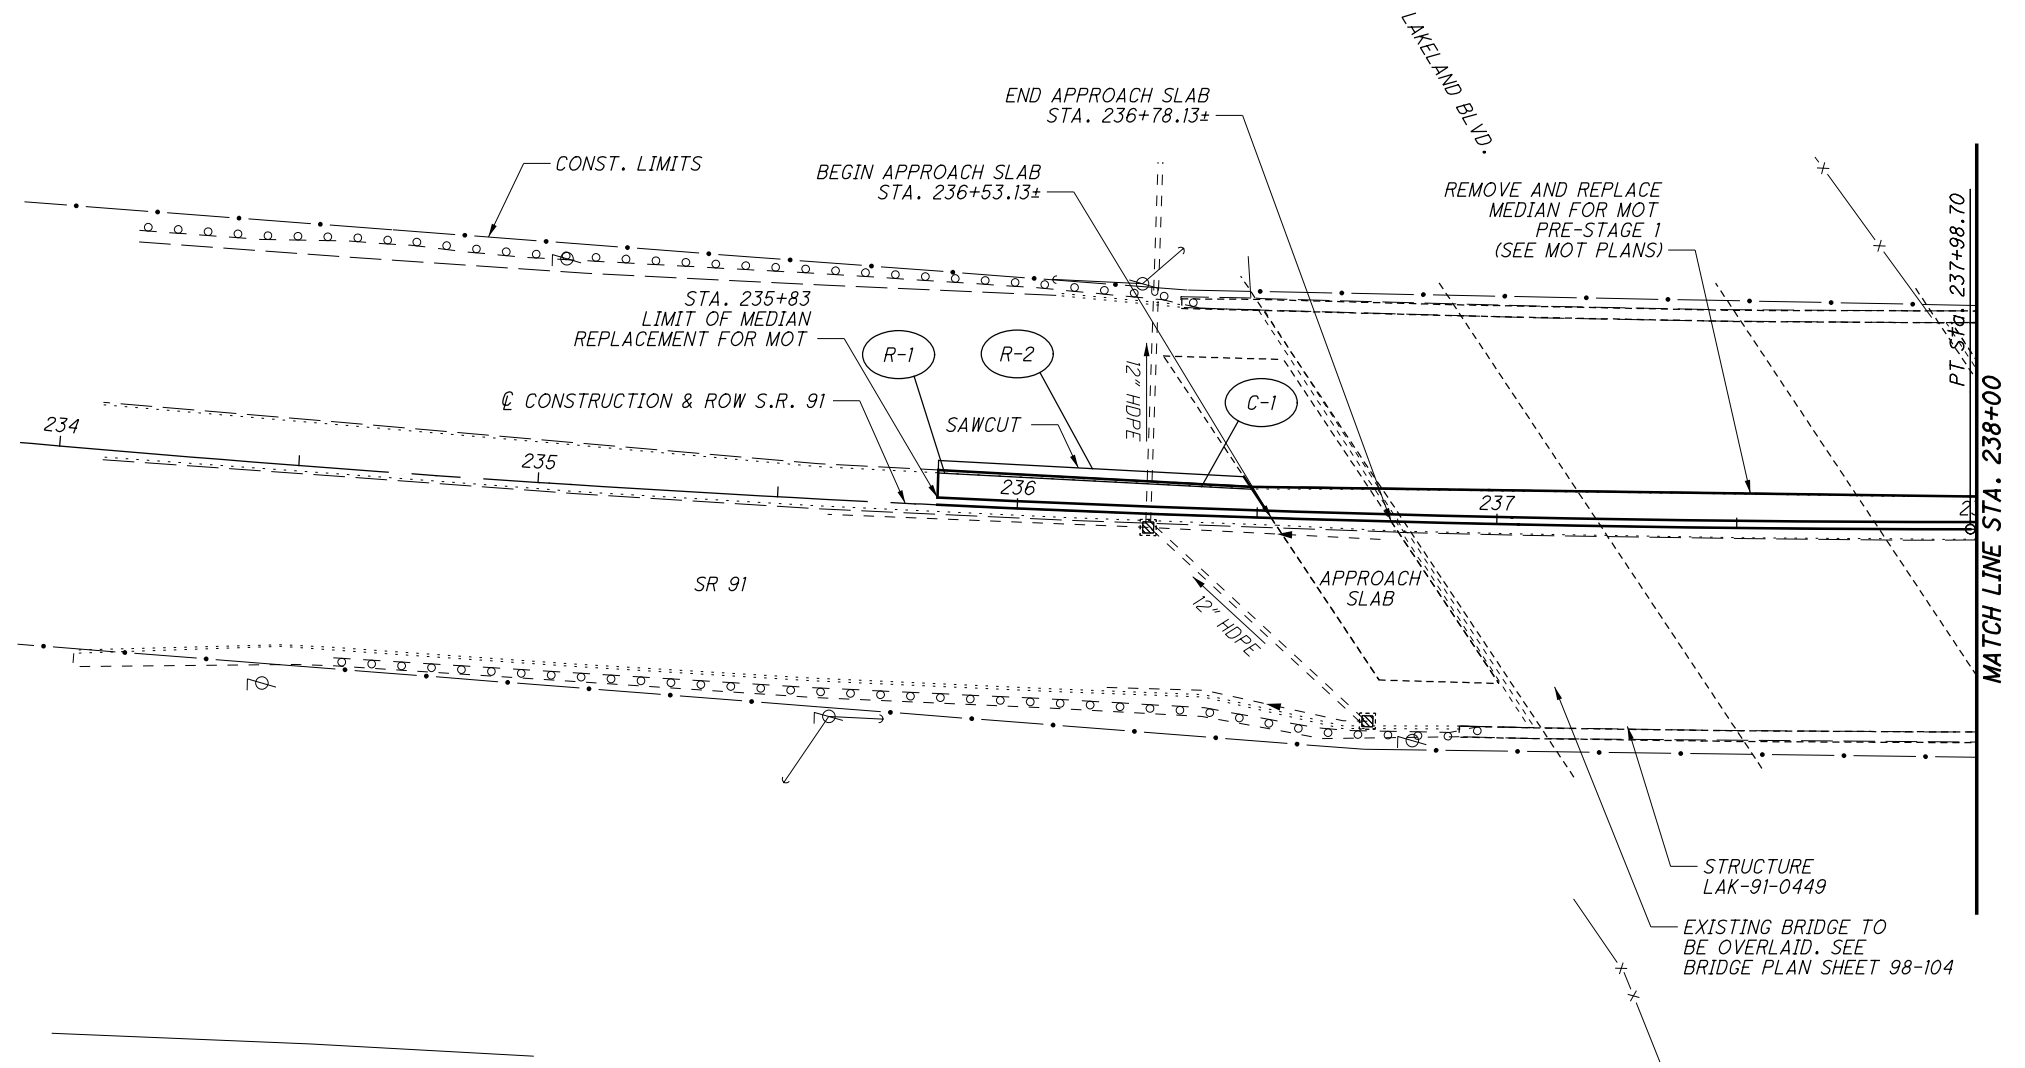 LAKELAND BLVD.
END APPROACH SLAB
STA. 236+78.13±
CONST. LIMITS
BEGIN APPROACH SLAB
STA. 236+53.13±
REMOVE AND REPLACE
MEDIAN FOR MOT
PRE-STAGE 1
(SEE MOT PLANS)
PT Sta. 237+98.70
STA. 235+83
LIMIT OF MEDIAN
REPLACEMENT FOR MOT
R-1
R-2
12" HDPE
C-1
℄ CONSTRUCTION & ROW S.R. 91
SAWCUT
234
235
236
237
2
MATCH LINE STA. 238+00
SR 91
APPROACH
SLAB
12" HDPE
STRUCTURE
LAK-91-0449
EXISTING BRIDGE TO
BE OVERLAID. SEE
BRIDGE PLAN SHEET 98-104